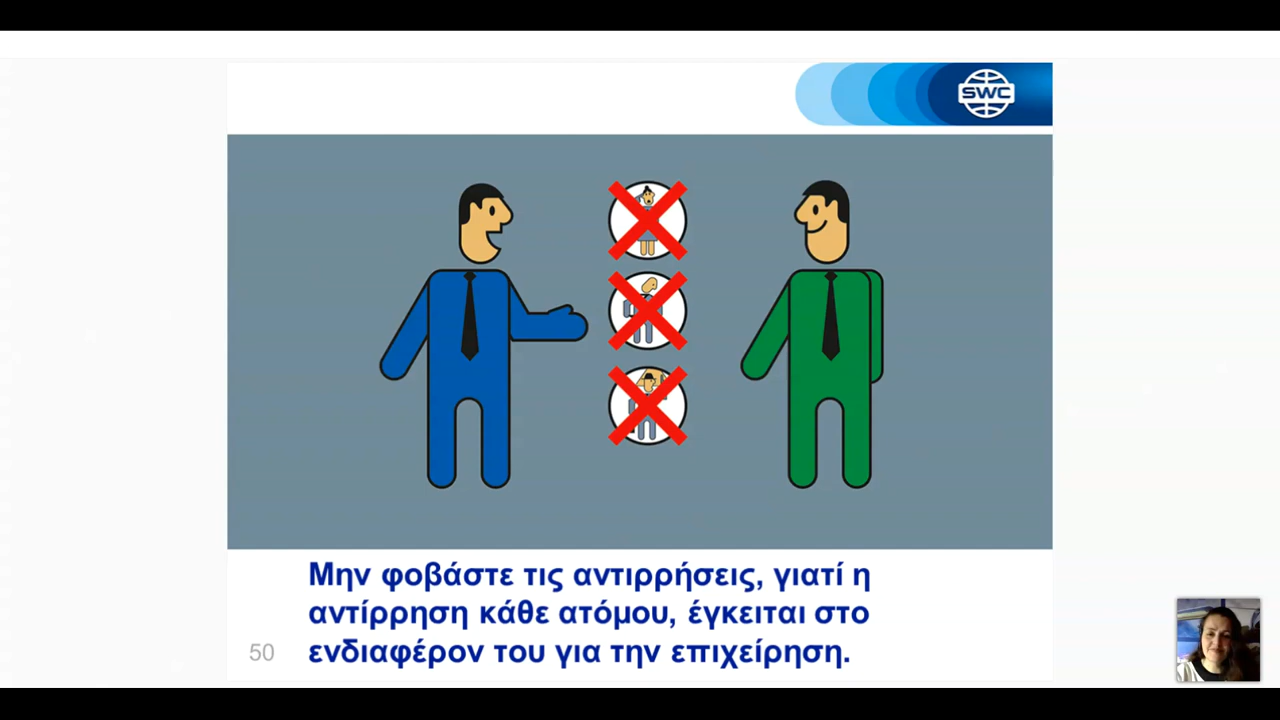 SWC
Μην φοβάστε τις αντιρρήσεις, γιατί η
αντίρρηση κάθε ατόμου, έγκειται στο
ενδιαφέρον του για την επιχείρηση.
50